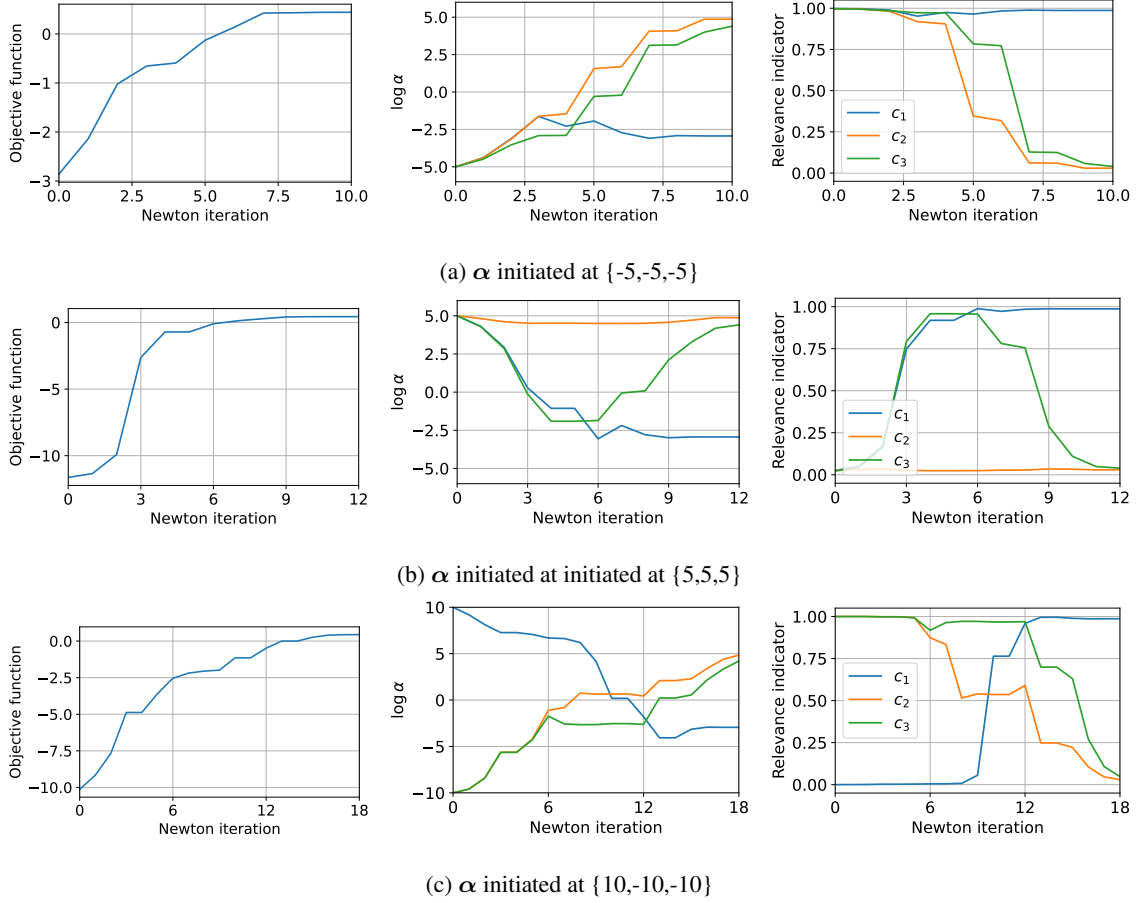 0
−1
−2
−3
0.0 2.5 5.0 7.5 10.0
Newton iteration
Objective function
5.0
2.5
0.0
−2.5
−5.0
0.0 2.5 5.0 7.5 10.0
Newton iteration
log α
1.00
0.75
0.50
0.25
0.00
0.0 2.5 5.0 7.5 10.0
Newton iteration
Relevance indicator
c₁
c₂
c₃
(a) α initiated at {-5,-5,-5}
0
−5
−10
0 3 6 9 12
Newton iteration
Objective function
5.0
2.5
0.0
−2.5
−5.0
0 3 6 9 12
Newton iteration
log α
1.00
0.75
0.50
0.25
0.00
0 3 6 9 12
Newton iteration
Relevance indicator
c₁
c₂
c₃
(b) α initiated at initiated at {5,5,5}
0.0
−2.5
−5.0
−7.5
−10.0
0 6 12 18
Newton iteration
Objective function
10
5
0
−5
−10
0 6 12 18
Newton iteration
log α
1.00
0.75
0.50
0.25
0.00
0 6 12 18
Newton iteration
Relevance indicator
c₁
c₂
c₃
(c) α initiated at {10,-10,-10}